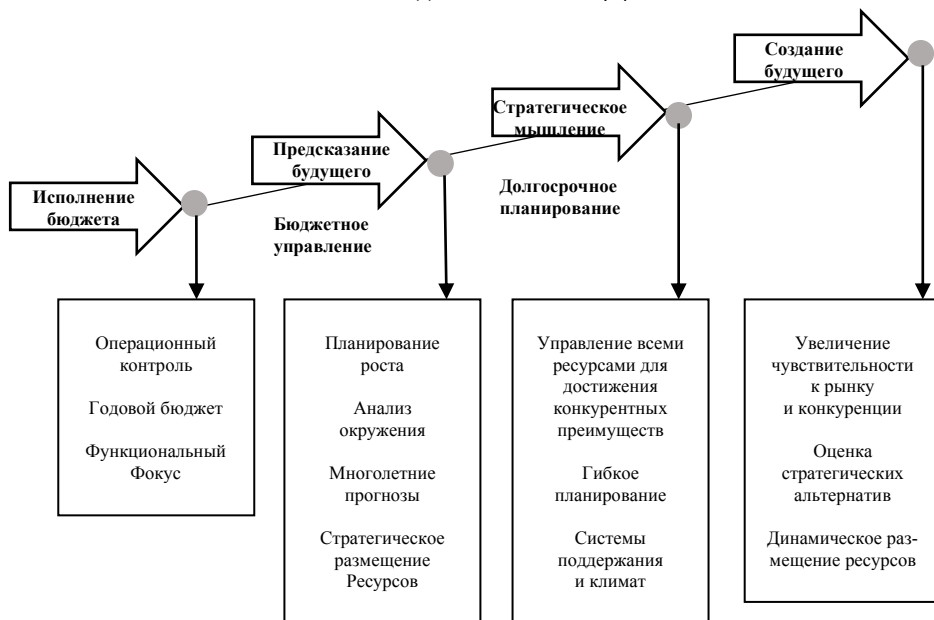 Исполнение
бюджета
Предсказание
будущего
Стратегическое
мышление
Создание
будущего
Бюджетное
управление
Долгосрочное
планирование
Операционный
контроль
Годовой бюджет
Функциональный
Фокус
Планирование
роста
Анализ
окружения
Многолетние
прогнозы
Стратегическое
размещение
Ресурсов
Управление всеми
ресурсами для
достижения
конкурентных
преимуществ
Гибкое
планирование
Системы
поддержания
и климат
Увеличение
чувствительности
к рынку
и конкуренции
Оценка
стратегических
альтернатив
Динамическое раз-
мещение ресурсов